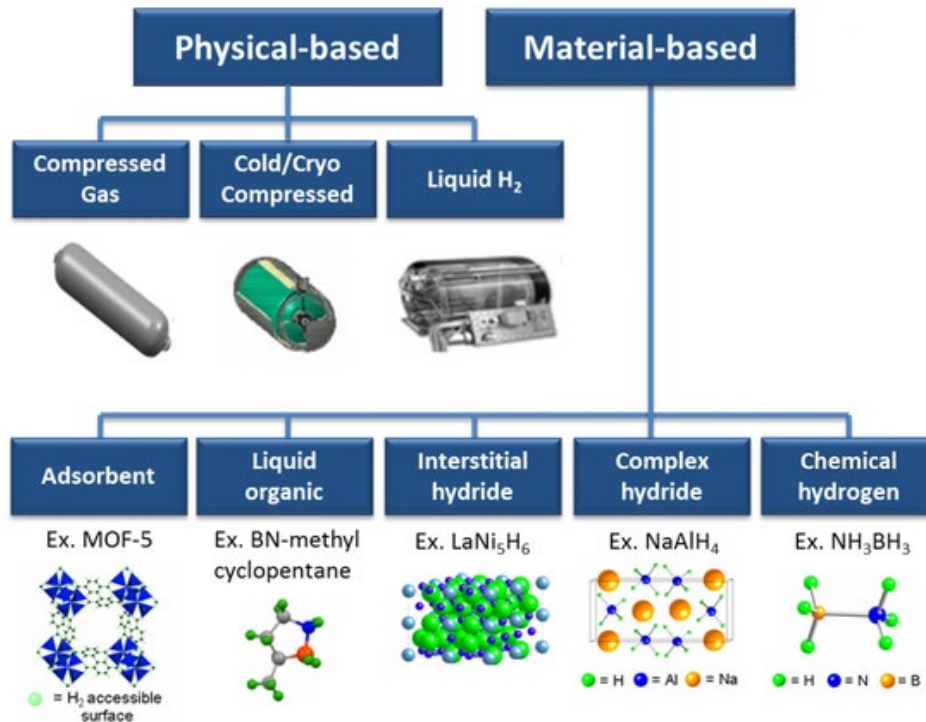 Physical-based
Material-based
Compressed
Gas
Cold/Cryo
Compressed
Liquid H₂
Adsorbent
Liquid
organic
Interstitial
hydride
Complex
hydride
Chemical
hydrogen
Ex. MOF-5
Ex. BN-methyl
cyclopentane
Ex. LaNi₅H₆
Ex. NaAlH₄
Ex. NH₃BH₃
= H₂ accessible
surface
= H = Al = Na
= H = N = B